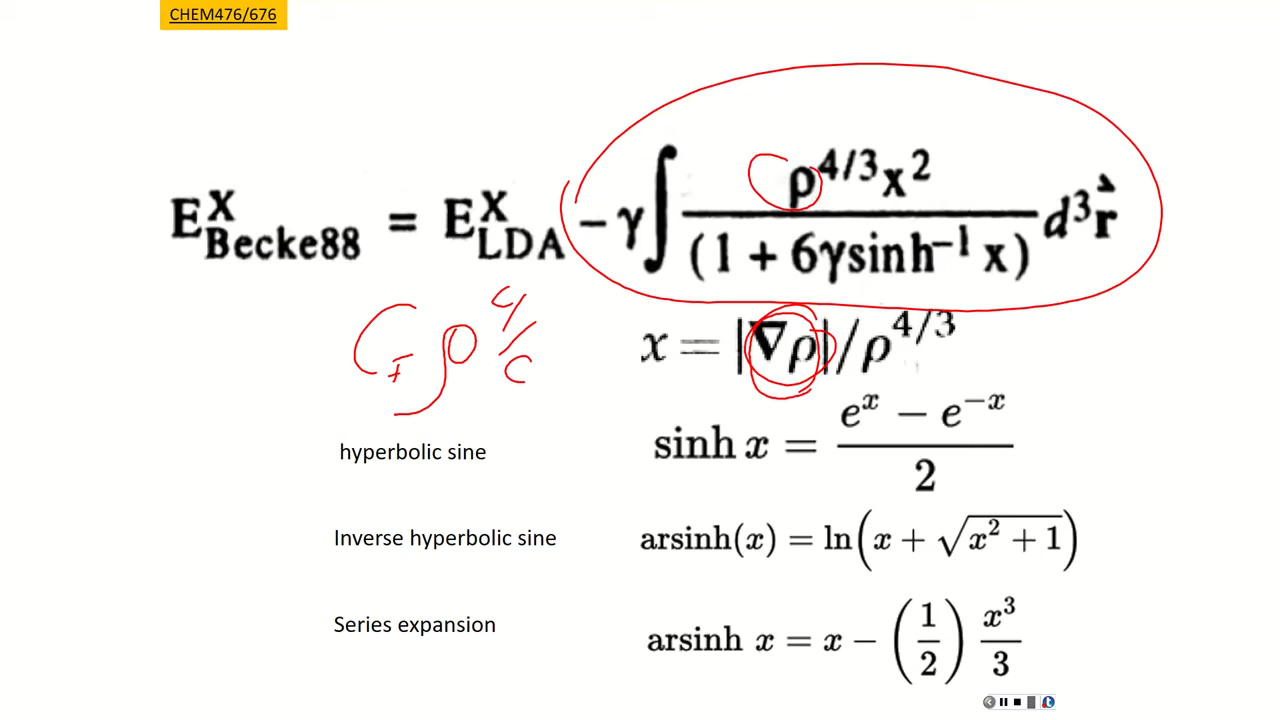 CHEM476/676
E^X_Becke88 = E^X_LDA − γ∫ ρ^4/3 x^2 / (1 + 6γsinh^−1 x) d^3 r⃗
x = |∇ρ|/ρ^4/3
hyperbolic sine sinh x = (e^x − e^−x) / 2
Inverse hyperbolic sine arsinh(x) = ln(x + √(x^2 + 1))
Series expansion arsinh x = x − (1/2) x^3/3